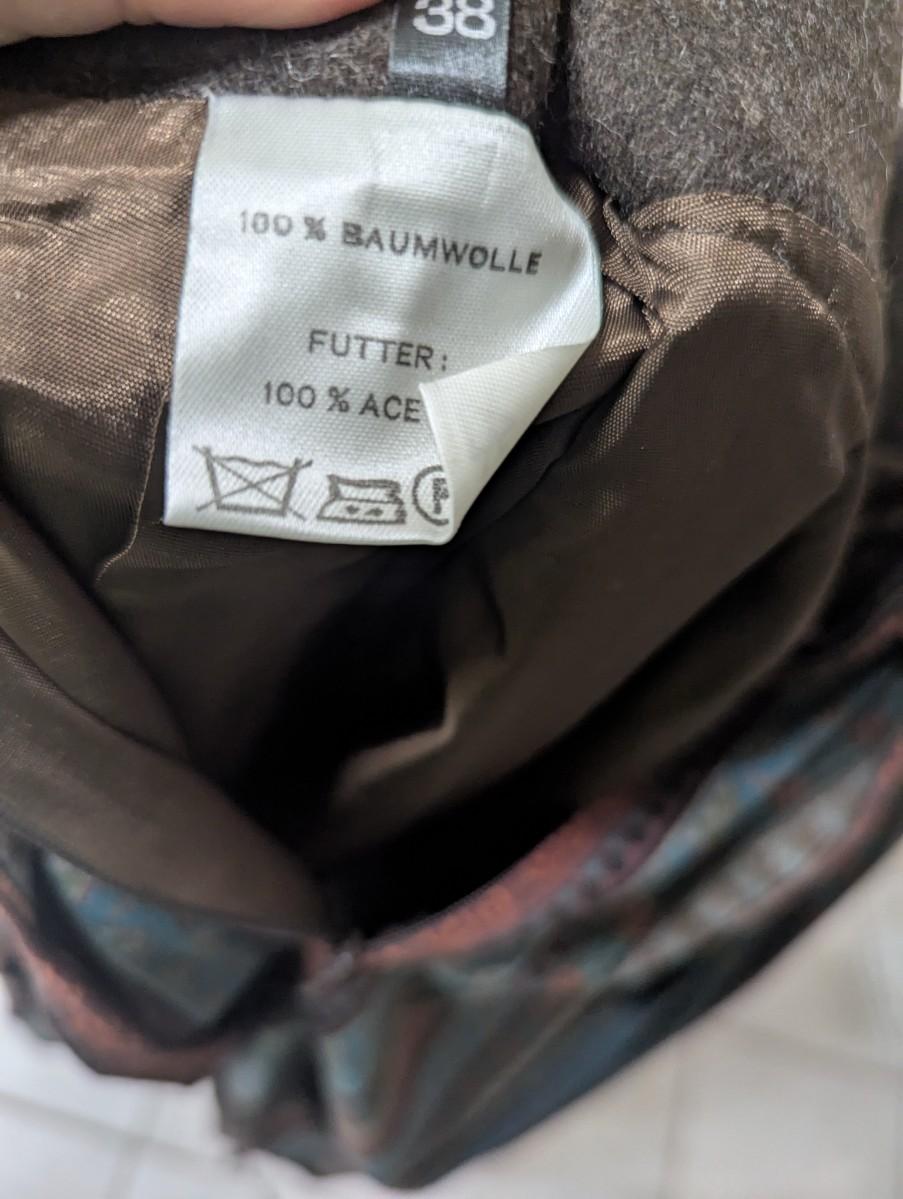 38
100 % BAUMWOLLE
FUTTER:
100 % ACE